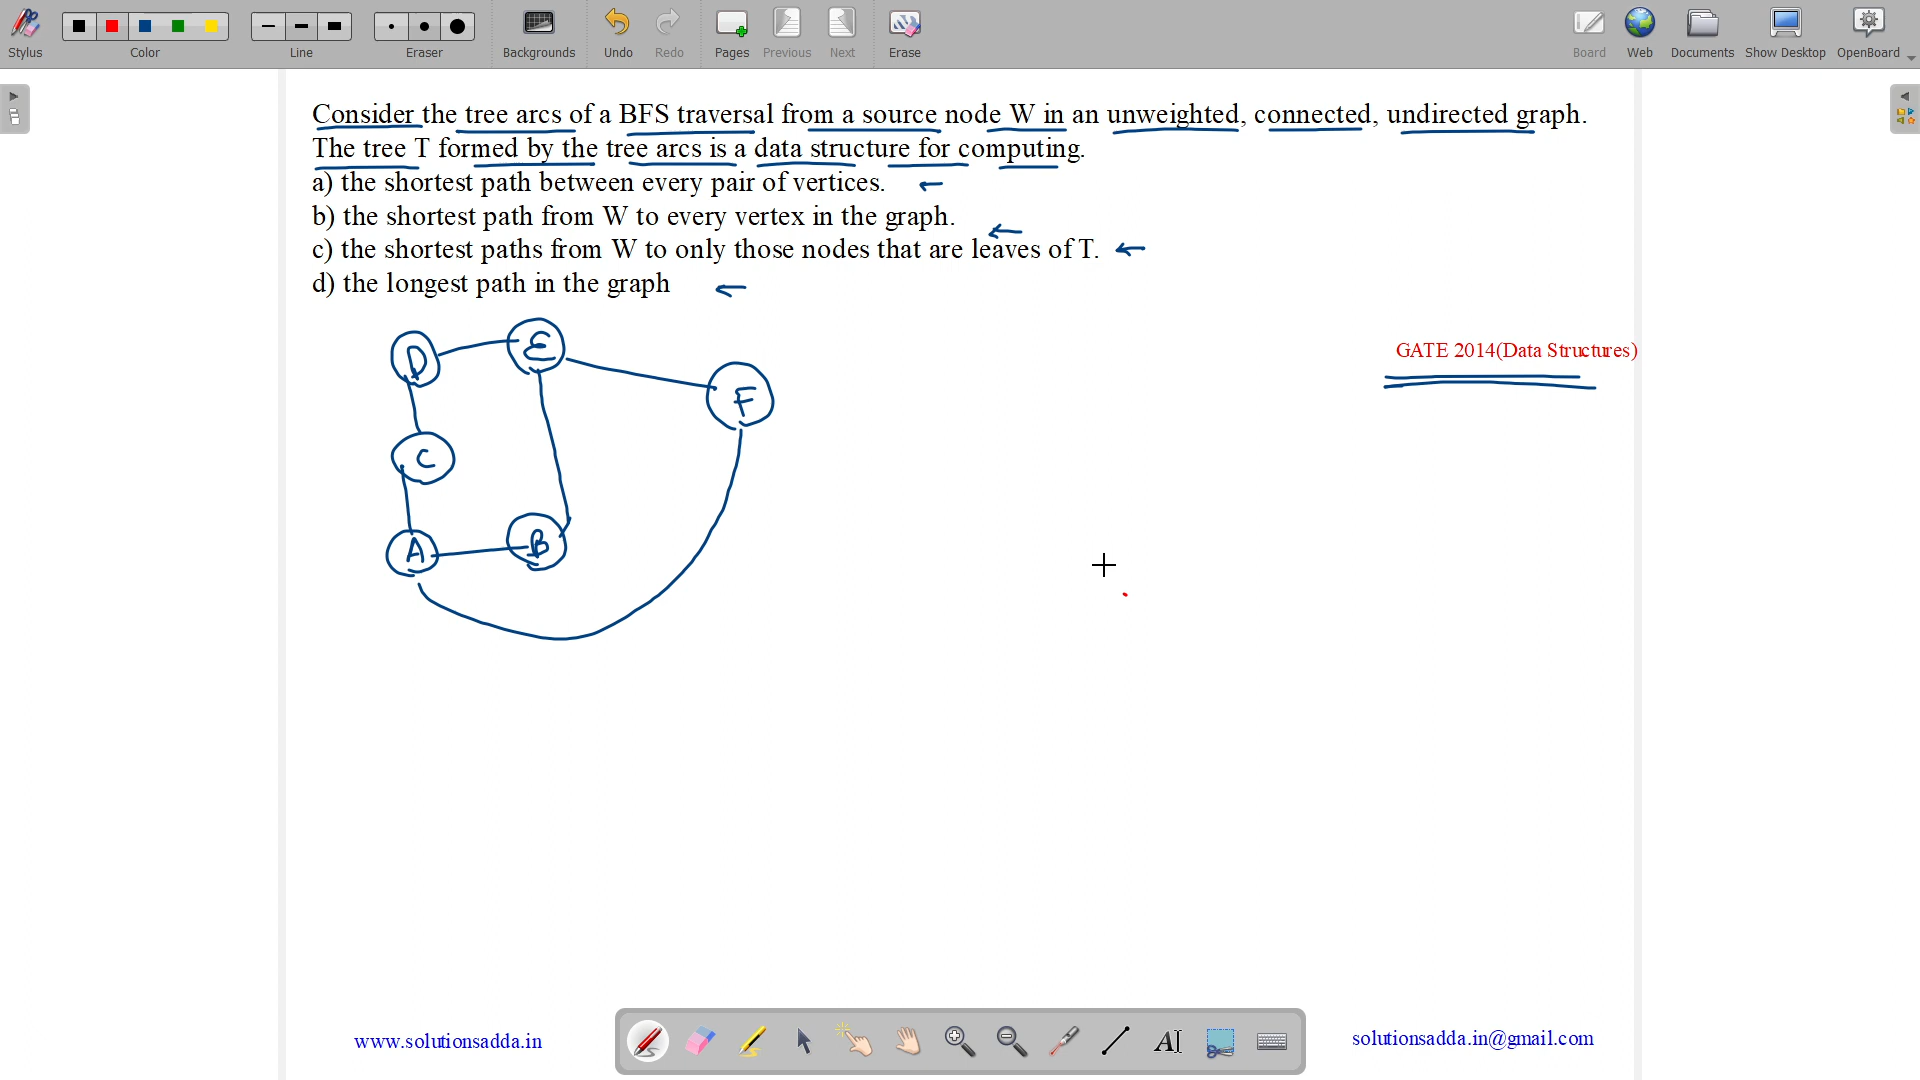 Stylus Color Line Eraser Backgrounds Undo Redo Pages Previous Next Erase Board Web Documents Show Desktop OpenBoard
Consider the tree arcs of a BFS traversal from a source node W in an unweighted, connected, undirected graph.
The tree T formed by the tree arcs is a data structure for computing.
a) the shortest path between every pair of vertices.
b) the shortest path from W to every vertex in the graph.
c) the shortest paths from W to only those nodes that are leaves of T.
d) the longest path in the graph
GATE 2014(Data Structures)
D E
F
C
A B
www.solutionsadda.in
AI
solutionsadda.in@gmail.com